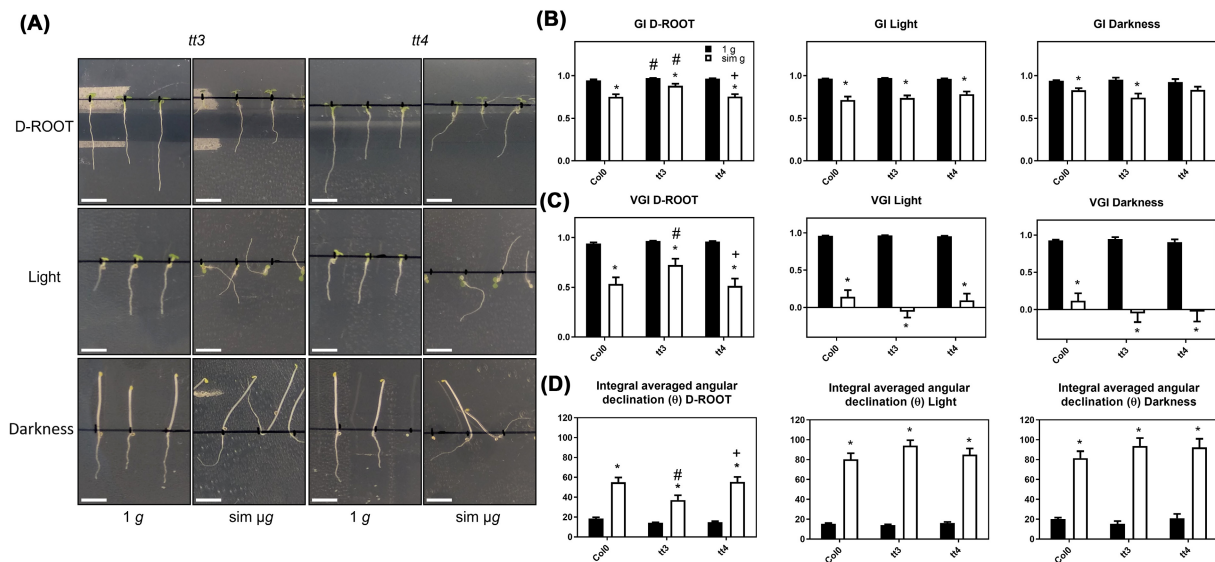 (A)
tt3
tt4
D-ROOT
Light
Darkness
1 g
sim µg
1 g
sim µg
(B)
GI D-ROOT
1 g
sim g
1.0
0.5
0.0
# #
*
*
+
*
Col0
tt3
tt4
GI Light
1.0
0.5
0.0
*
*
*
Col0
tt3
tt4
GI Darkness
1.0
0.5
0.0
*
*
Col0
tt3
tt4
(C)
VGI D-ROOT
1.0
0.5
0.0
*
#
*
+
*
Col0
tt3
tt4
VGI Light
1.0
0.5
0.0
*
*
*
Col0
tt3
tt4
VGI Darkness
1.0
0.5
0.0
*
*
*
Col0
tt3
tt4
(D)
Integral averaged angular
declination (θ) D-ROOT
120
100
80
60
40
20
0
*
#
*
+
*
Col0
tt3
tt4
Integral averaged angular
declination (θ) Light
120
100
80
60
40
20
0
*
*
*
Col0
tt3
tt4
Integral averaged angular
declination (θ) Darkness
120
100
80
60
40
20
0
*
*
*
Col0
tt3
tt4